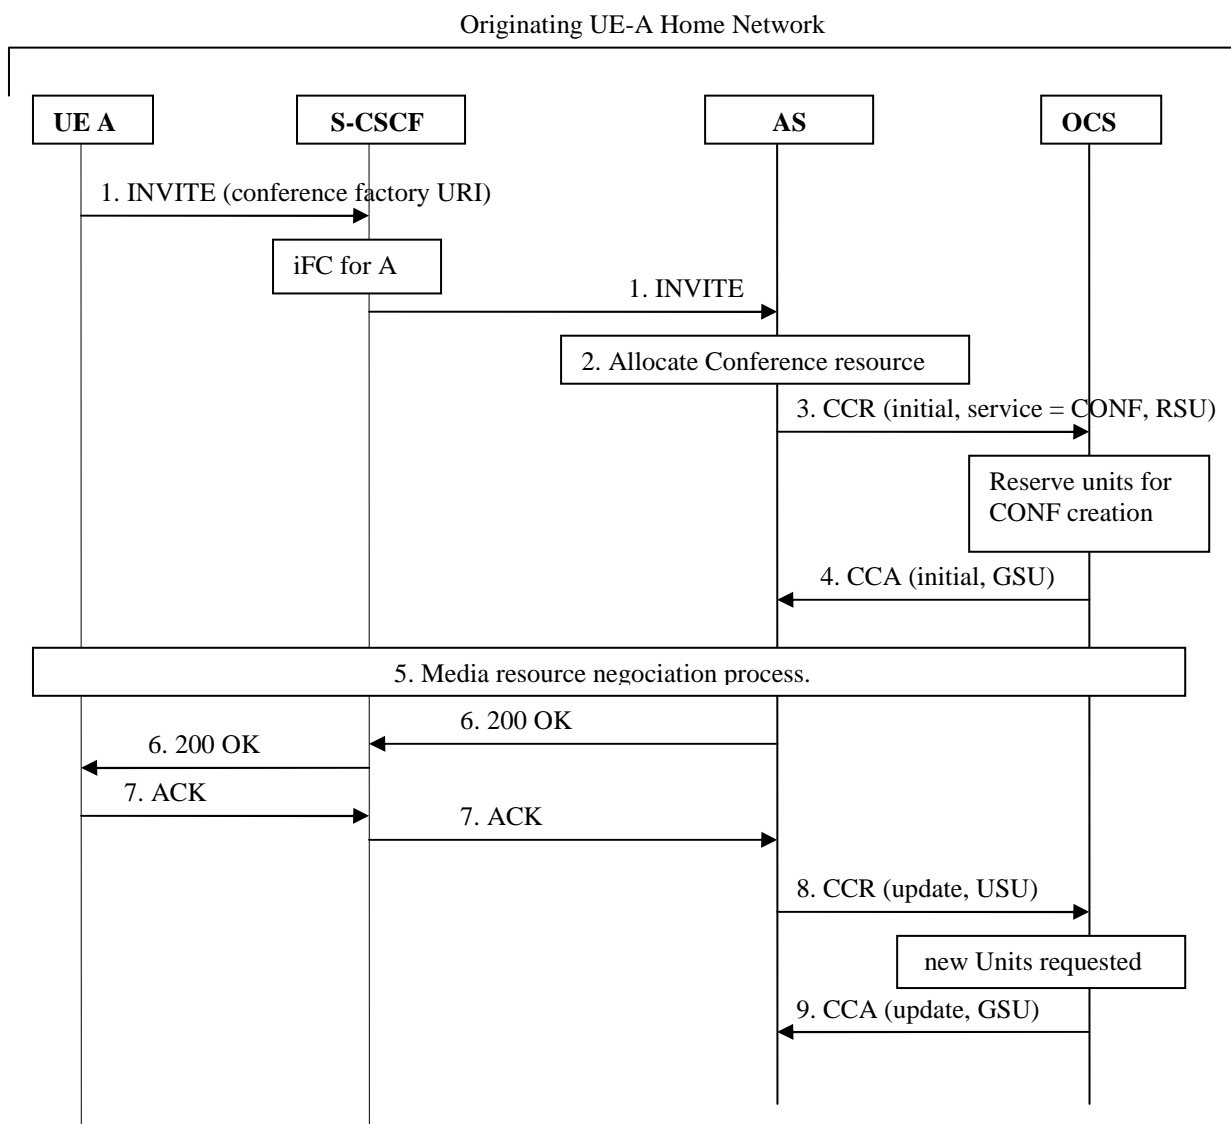 Originating UE-A Home Network
UE A
S-CSCF
AS
OCS
1. INVITE (conference factory URI)
iFC for A
1. INVITE
2. Allocate Conference resource
3. CCR (initial, service = CONF, RSU)
Reserve units for
CONF creation
4. CCA (initial, GSU)
5. Media resource negociation process.
6. 200 OK
6. 200 OK
7. ACK
7. ACK
8. CCR (update, USU)
new Units requested
9. CCA (update, GSU)